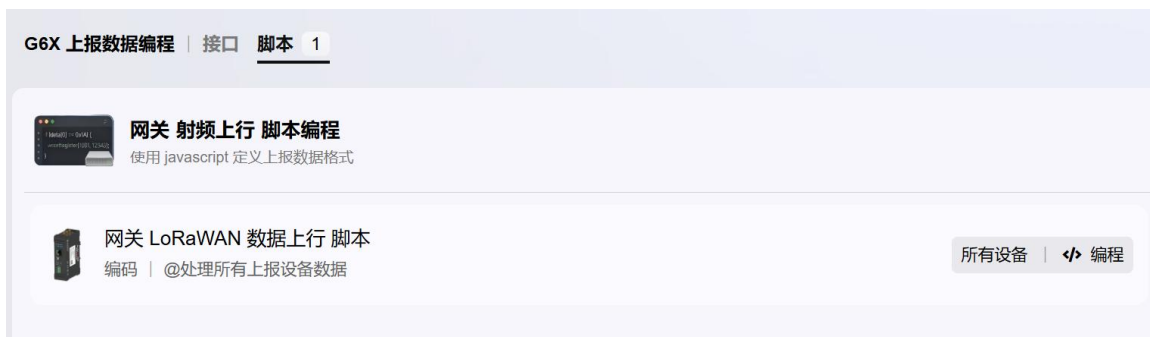 G6X 上报数据编程 | 接口 脚本 1
网关 射频上行 脚本编程
使用 javascript 定义上报数据格式
网关 LoRaWAN 数据上行 脚本
编码 | @处理所有上报设备数据
所有设备 | </> 编程